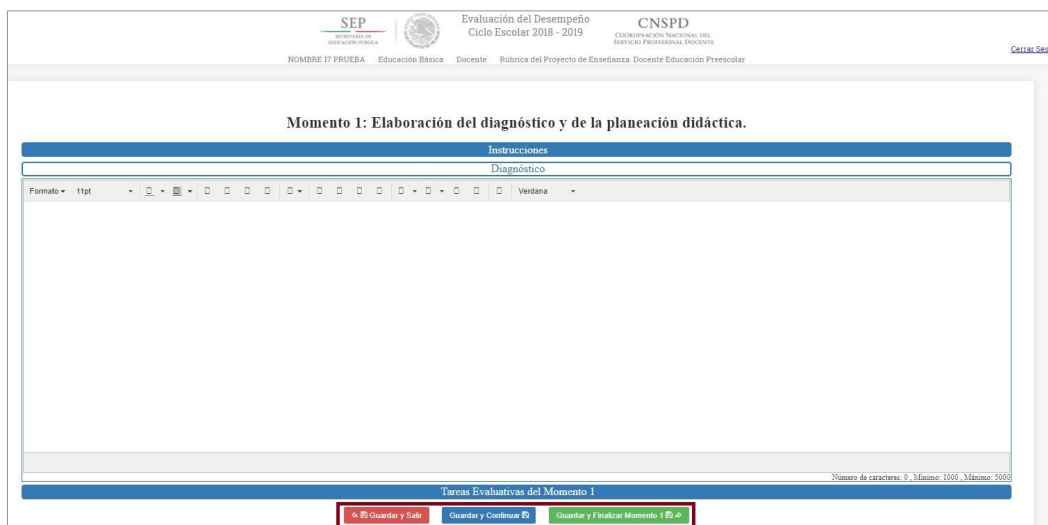 SEP
SECRETARÍA DE
EDUCACIÓN PÚBLICA
Evaluación del Desempeño
Ciclo Escolar 2018 - 2019
CNSPD
COORDINACIÓN NACIONAL DEL
SERVICIO PROFESIONAL DOCENTE
Cerrar Ses
NOMBRE 17 PRUEBA Educación Básica Docente Rúbrica del Proyecto de Enseñanza. Docente Educación Preescolar
Momento 1: Elaboración del diagnóstico y de la planeación didáctica.
Instrucciones
Diagnóstico
Formato 11pt Verdana
Número de caracteres: 0 , Mínimo: 1000 , Máximo: 5000
Tareas Evaluativas del Momento 1
Guardar y Salir Guardar y Continuar Guardar y Finalizar Momento 1